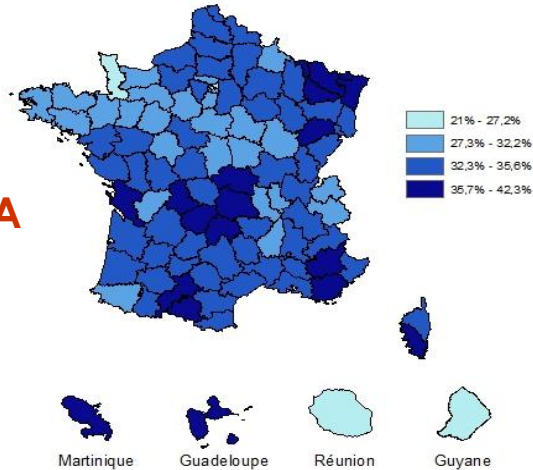 21% - 27,2%
27,3% - 32,2%
32,3% - 35,6%
35,7% - 42,3%
A
Martinique
Guadeloupe
Réunion
Guyane